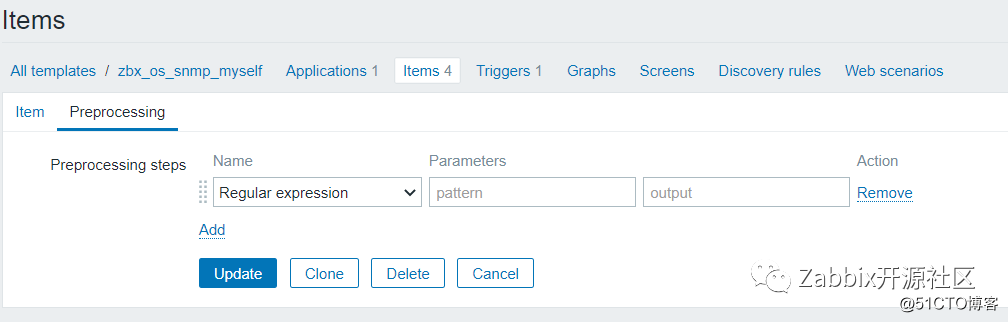 Items
All templates / zbx_os_snmp_myself Applications 1 Items 4 Triggers 1 Graphs Screens Discovery rules Web scenarios
Item Preprocessing
Preprocessing steps Name Parameters Action
Regular expression pattern output Remove
Add
Update Clone Delete Cancel
Zabbix开源社区
@51CTO博客